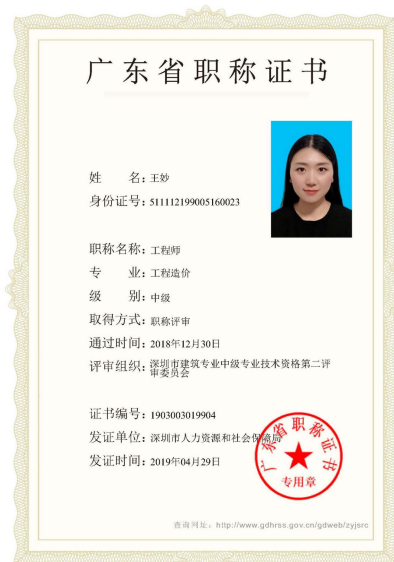 广东省职称证书
姓 名：王妙
身份证号：511112199005160023
职称名称：工程师
专 业：工程造价
级 别：中级
取得方式：职称评审
通过时间：2018年12月30日
评审组织：深圳市建筑专业中级专业技术资格第二评
审委员会
证书编号：1903003019904
发证单位：深圳市人力资源和社会保障局
发证时间：2019年04月29日
广东省职称证书
专用章
查询网址：http://www.gdhrss.gov.cn/gdweb/zyjsrc